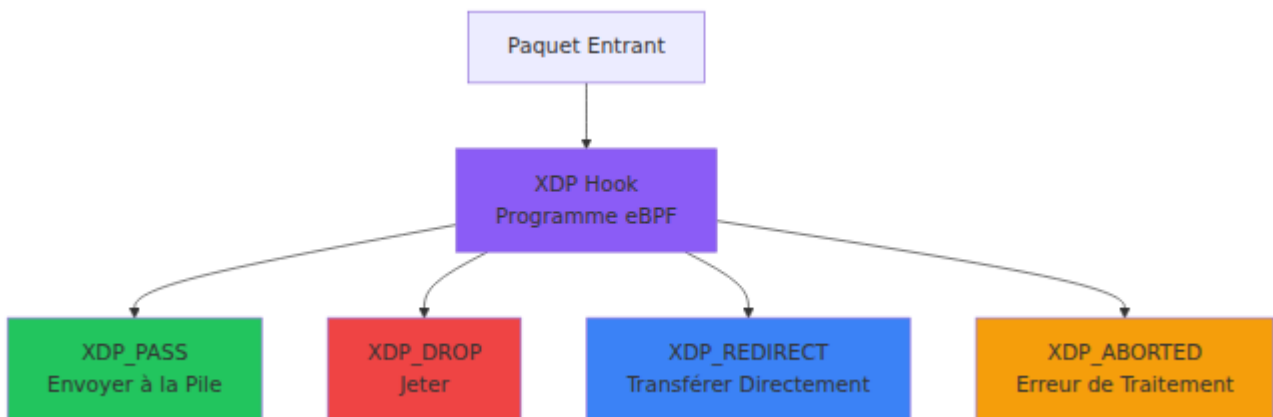 Paquet Entrant
XDP Hook
Programme eBPF
XDP_PASS
Envoyer à la Pile
XDP_DROP
Jeter
XDP_REDIRECT
Transférer Directement
XDP_ABORTED
Erreur de Traitement